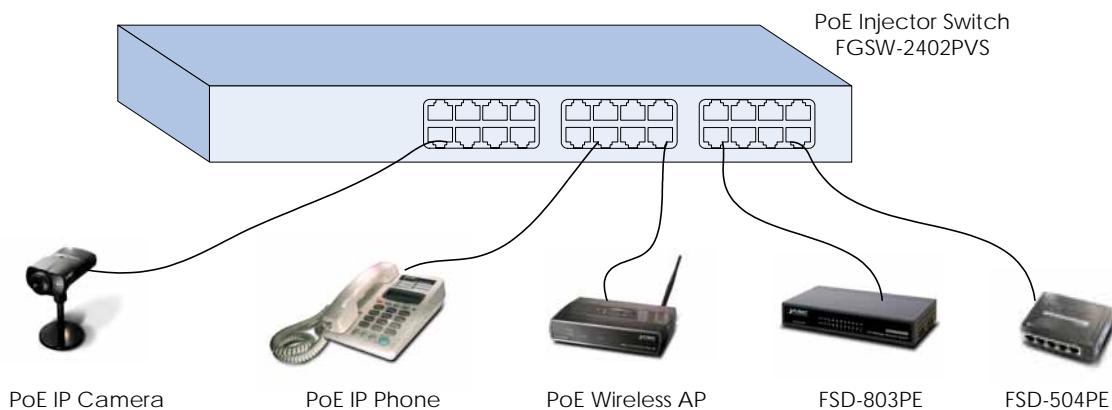 PoE Injector Switch
FGSW-2402PVS
PoE IP Camera
PoE IP Phone
PoE Wireless AP
FSD-803PE
FSD-504PE